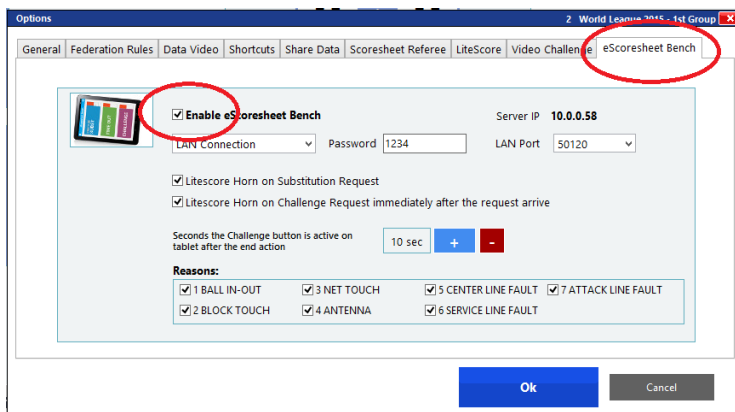 Options 2 World League 2015 - 1st Group
General Federation Rules Data Video Shortcuts Share Data Scoresheet Referee LiteScore Video Challenge eScoresheet Bench
Enable eScoresheet Bench Server IP 10.0.0.58
LAN Connection Password 1234 LAN Port 50120
Litescore Horn on Substitution Request
Litescore Horn on Challenge Request immediately after the request arrive
Seconds the Challenge button is active on
tablet after the end action
10 sec + -
Reasons:
1 BALL IN-OUT 3 NET TOUCH 5 CENTER LINE FAULT 7 ATTACK LINE FAULT
2 BLOCK TOUCH 4 ANTENNA 6 SERVICE LINE FAULT
Ok Cancel